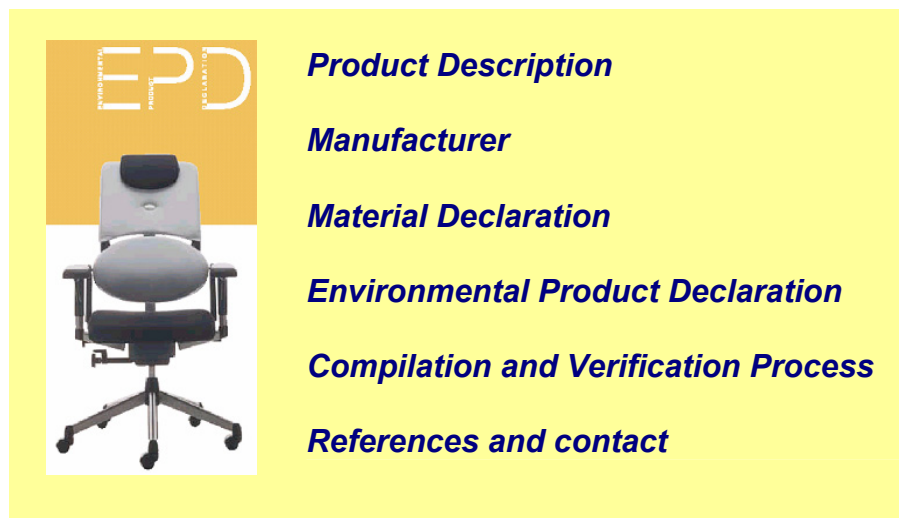 EPD
ENVIRONMENTAL
PRODUCT
DECLARATION
Product Description
Manufacturer
Material Declaration
Environmental Product Declaration
Compilation and Verification Process
References and contact